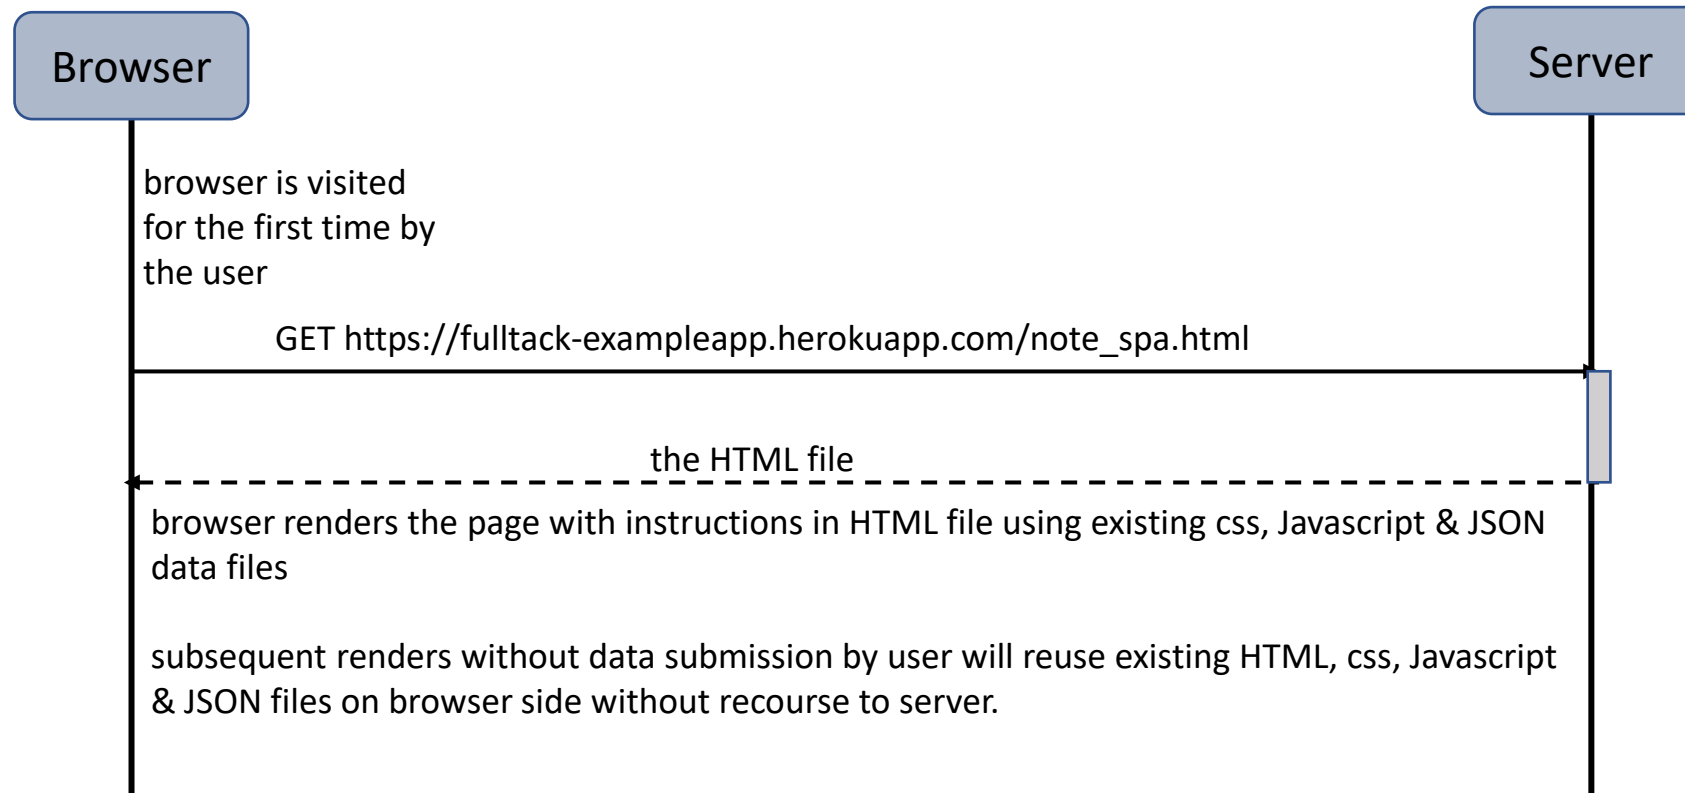 Browser
Server
browser is visited
for the first time by
the user
GET https://fulltack-exampleapp.herokuapp.com/note_spa.html
the HTML file
browser renders the page with instructions in HTML file using existing css, Javascript & JSON
data files
subsequent renders without data submission by user will reuse existing HTML, css, Javascript
& JSON files on browser side without recourse to server.